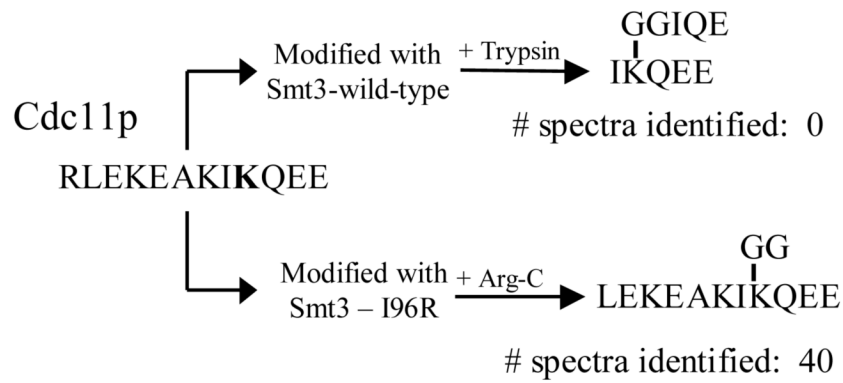 GGIQE
Modified with
Smt3-wild-type
+ Trypsin
IKQEE
Cdc11p
# spectra identified: 0
RLEKEAKIKQEE
GG
Modified with
Smt3 – I96R
+ Arg-C
LEKEAKIKQEE
# spectra identified: 40